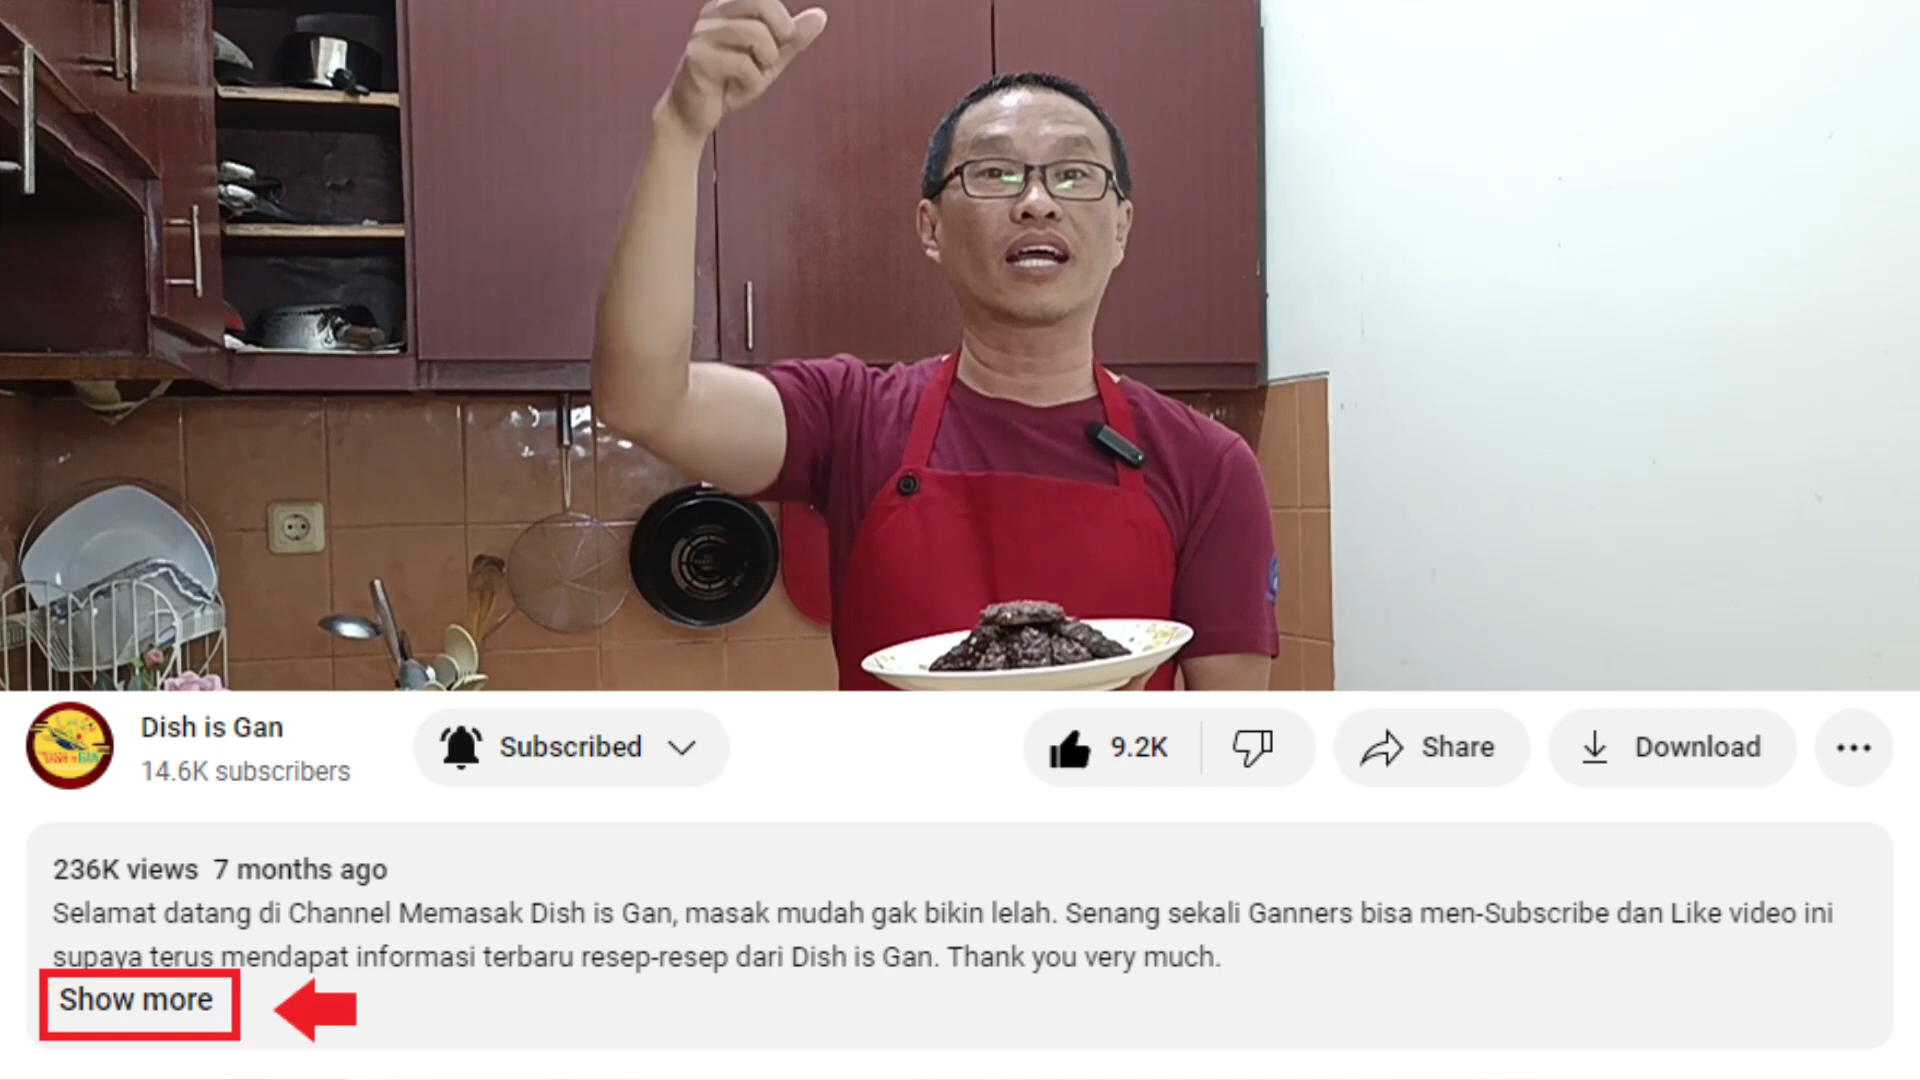 Dish is Gan
14.6K subscribers
Subscribed
9.2K
Share
Download
236K views 7 months ago
Selamat datang di Channel Memasak Dish is Gan, masak mudah gak bikin lelah. Senang sekali Ganners bisa men-Subscribe dan Like video ini
supaya terus mendapat informasi terbaru resep-resep dari Dish is Gan. Thank you very much.
Show more